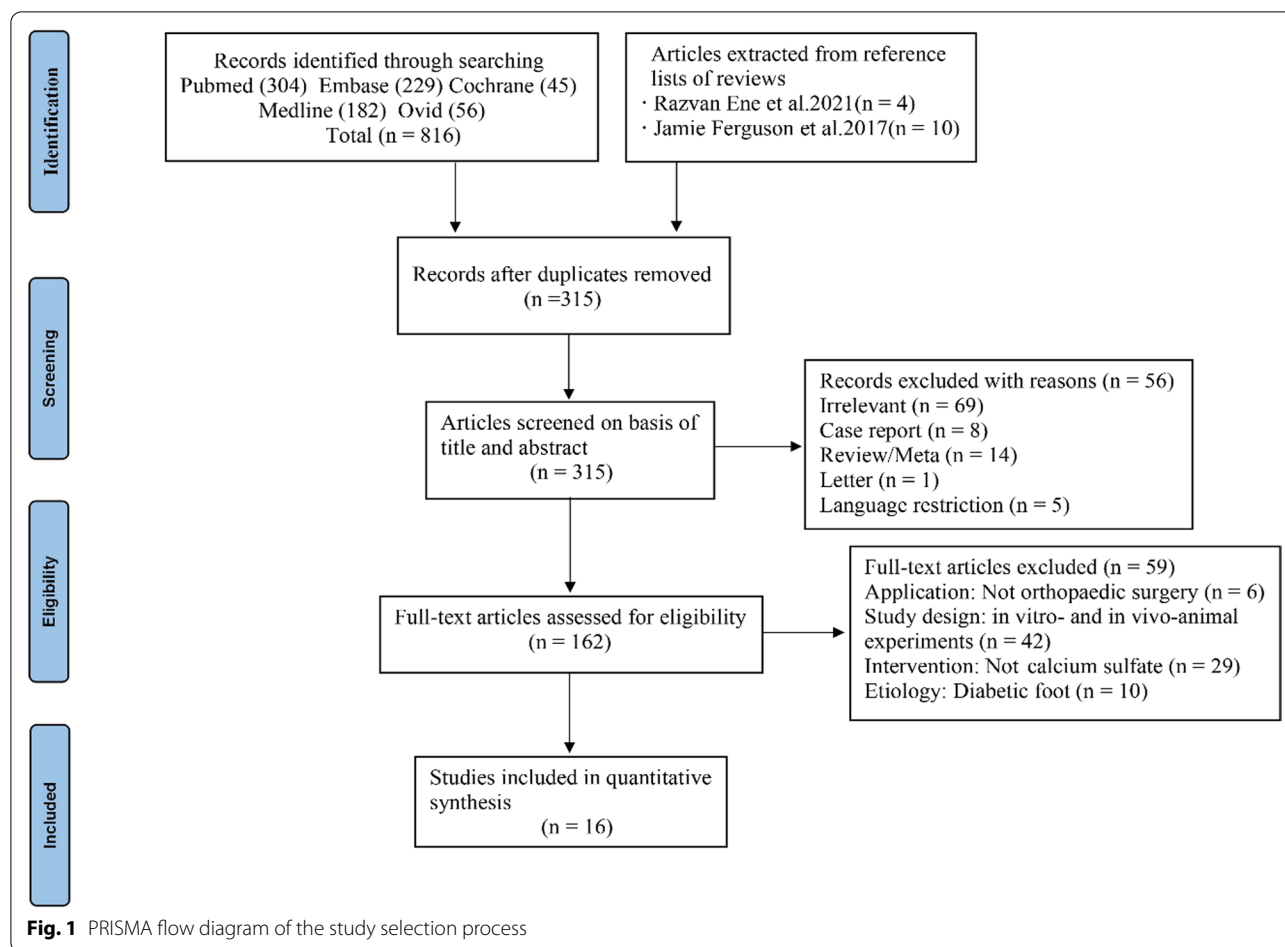 Identification
Records identified through searching
Pubmed (304) Embase (229) Cochrane (45)
Medline (182) Ovid (56)
Total (n = 816)
Articles extracted from reference
lists of reviews
· Razvan Ene et al.2021(n = 4)
· Jamie Ferguson et al.2017(n = 10)
Records after duplicates removed
(n =315)
Screening
Articles screened on basis of
title and abstract
(n = 315)
Records excluded with reasons (n = 56)
Irrelevant (n = 69)
Case report (n = 8)
Review/Meta (n = 14)
Letter (n = 1)
Language restriction (n = 5)
Eligibility
Full-text articles assessed for eligibility
(n = 162)
Full-text articles excluded (n = 59)
Application: Not orthopaedic surgery (n = 6)
Study design: in vitro- and in vivo-animal
experiments (n = 42)
Intervention: Not calcium sulfate (n = 29)
Etiology: Diabetic foot (n = 10)
Included
Studies included in quantitative
synthesis
(n = 16)
Fig. 1 PRISMA flow diagram of the study selection process